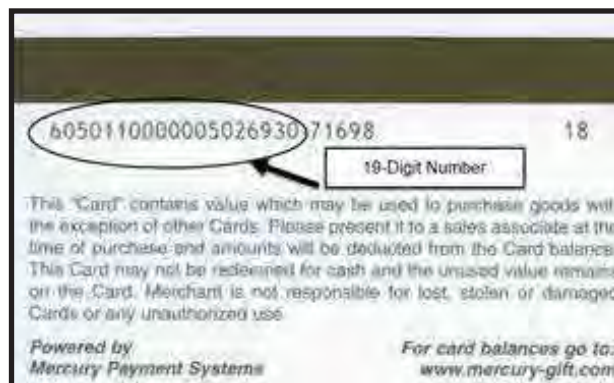 6050110000005026930 71698 18
19-Digit Number
This "Card" contains value which may be used to purchase goods with
the exception of other Cards. Please present it to a sales associate at the
time of purchase and amounts will be deducted from the Card balance.
This Card may not be redeemed for cash and the unused value remains
on the Card. Merchant is not responsible for lost, stolen or damaged
Cards or any unauthorized use.
Powered by For card balances go to:
Mercury Payment Systems www.mercury-gift.com